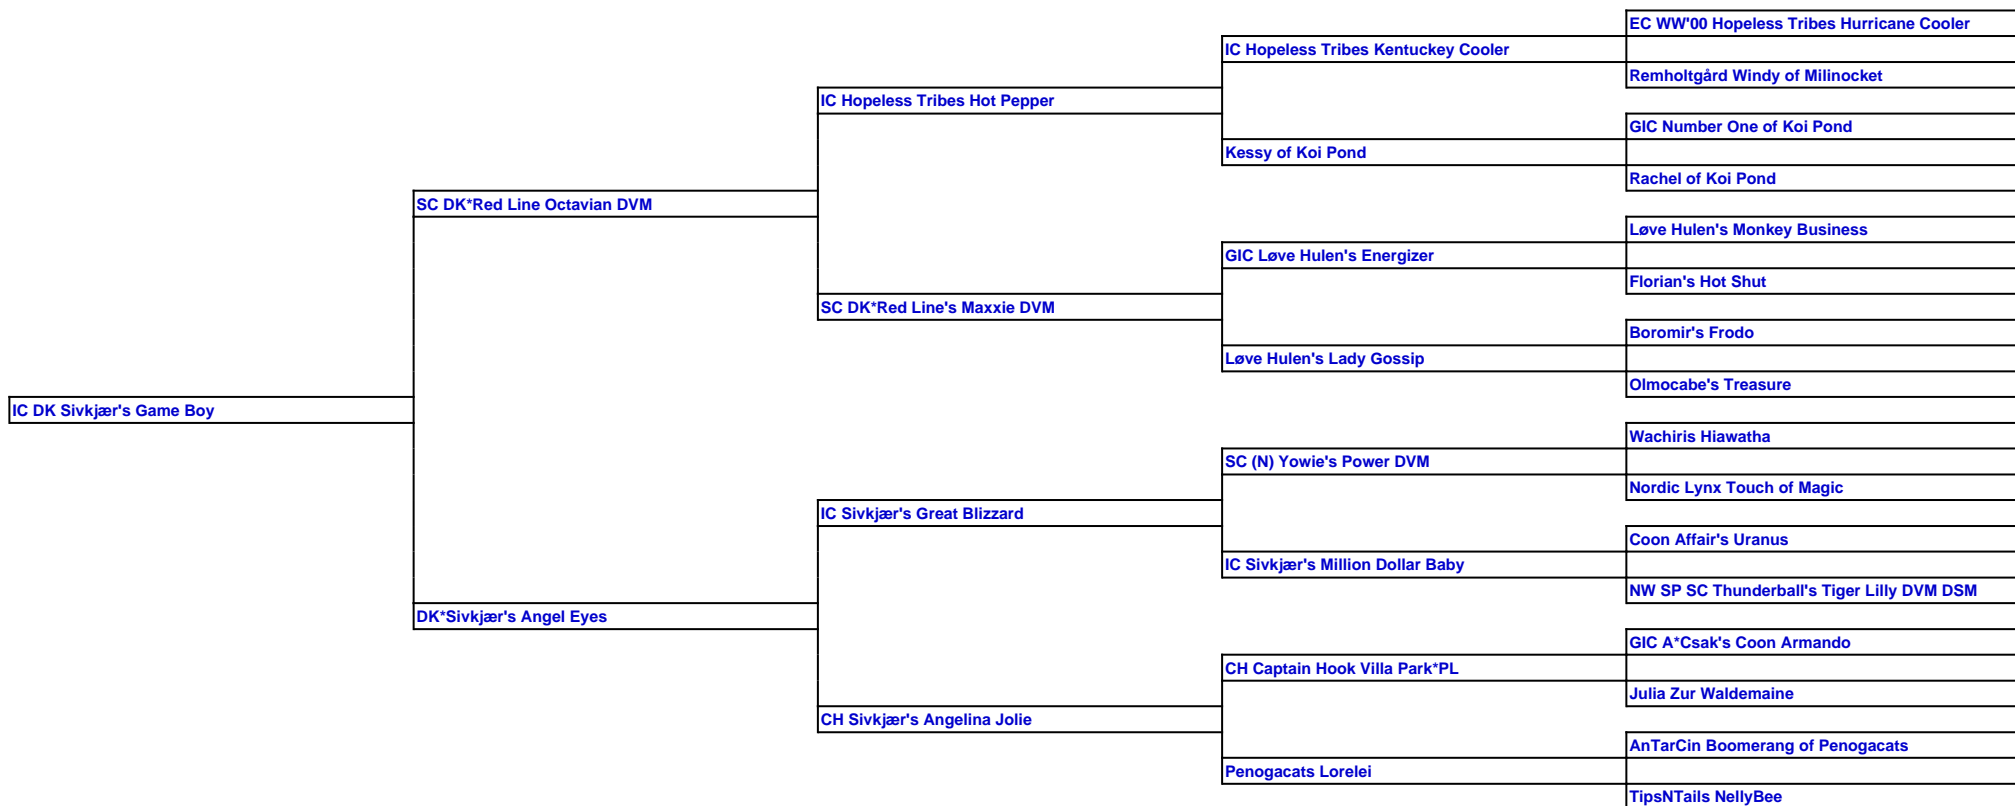 EC WW'00 Hopeless Tribes Hurricane Cooler
IC Hopeless Tribes Kentuckey Cooler
Remholtgård Windy of Milinocket
IC Hopeless Tribes Hot Pepper
GIC Number One of Koi Pond
Kessy of Koi Pond
Rachel of Koi Pond
SC DK*Red Line Octavian DVM
Løve Hulen's Monkey Business
GIC Løve Hulen's Energizer
Florian's Hot Shut
SC DK*Red Line's Maxxie DVM
Boromir's Frodo
Løve Hulen's Lady Gossip
Olmocabe's Treasure
IC DK Sivkjær's Game Boy
Wachiris Hiawatha
SC (N) Yowie's Power DVM
Nordic Lynx Touch of Magic
IC Sivkjær's Great Blizzard
Coon Affair's Uranus
IC Sivkjær's Million Dollar Baby
NW SP SC Thunderball's Tiger Lilly DVM DSM
DK*Sivkjær's Angel Eyes
GIC A*Csak's Coon Armando
CH Captain Hook Villa Park*PL
Julia Zur Waldemaine
CH Sivkjær's Angelina Jolie
AnTarCin Boomerang of Penogacats
Penogacats Lorelei
TipsNTails NellyBee